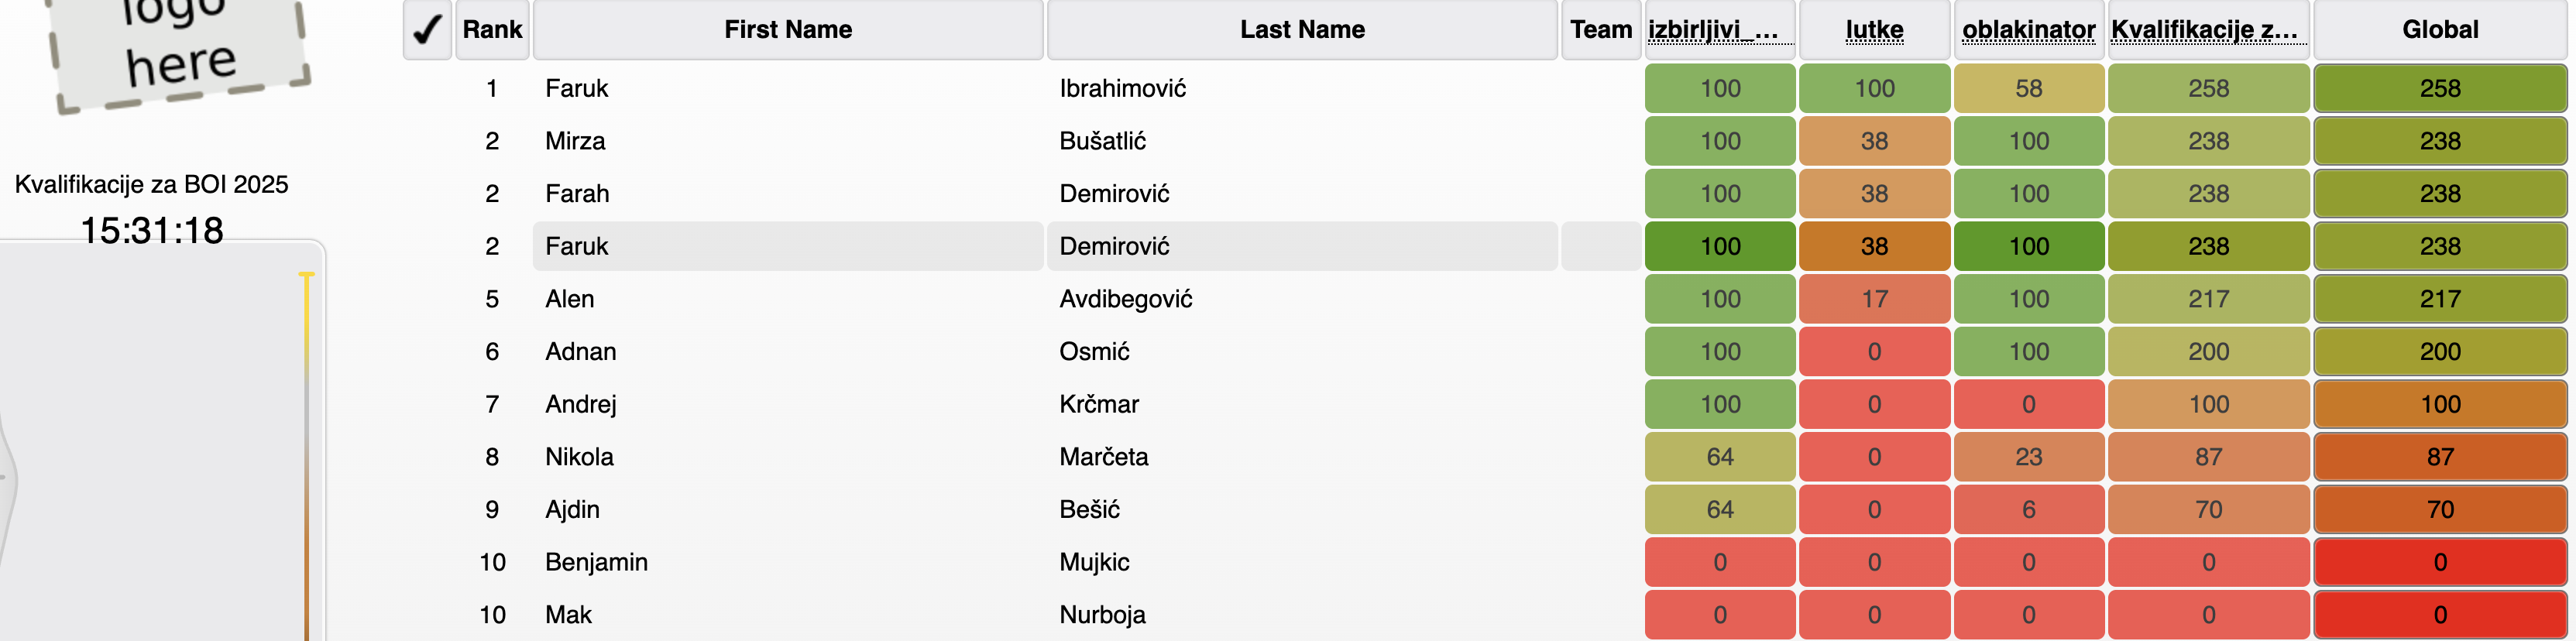 logo
here
Kvalifikacije za BOI 2025
15:31:18
✓ Rank First Name Last Name Team izbirljivi_... lutke oblakinator Kvalifikacije z... Global
1 Faruk Ibrahimović 100 100 58 258 258
2 Mirza Bušatlić 100 38 100 238 238
2 Farah Demirović 100 38 100 238 238
2 Faruk Demirović 100 38 100 238 238
5 Alen Avdibegović 100 17 100 217 217
6 Adnan Osmić 100 0 100 200 200
7 Andrej Krčmar 100 0 0 100 100
8 Nikola Marčeta 64 0 23 87 87
9 Ajdin Bešić 64 0 6 70 70
10 Benjamin Mujkic 0 0 0 0 0
10 Mak Nurboja 0 0 0 0 0